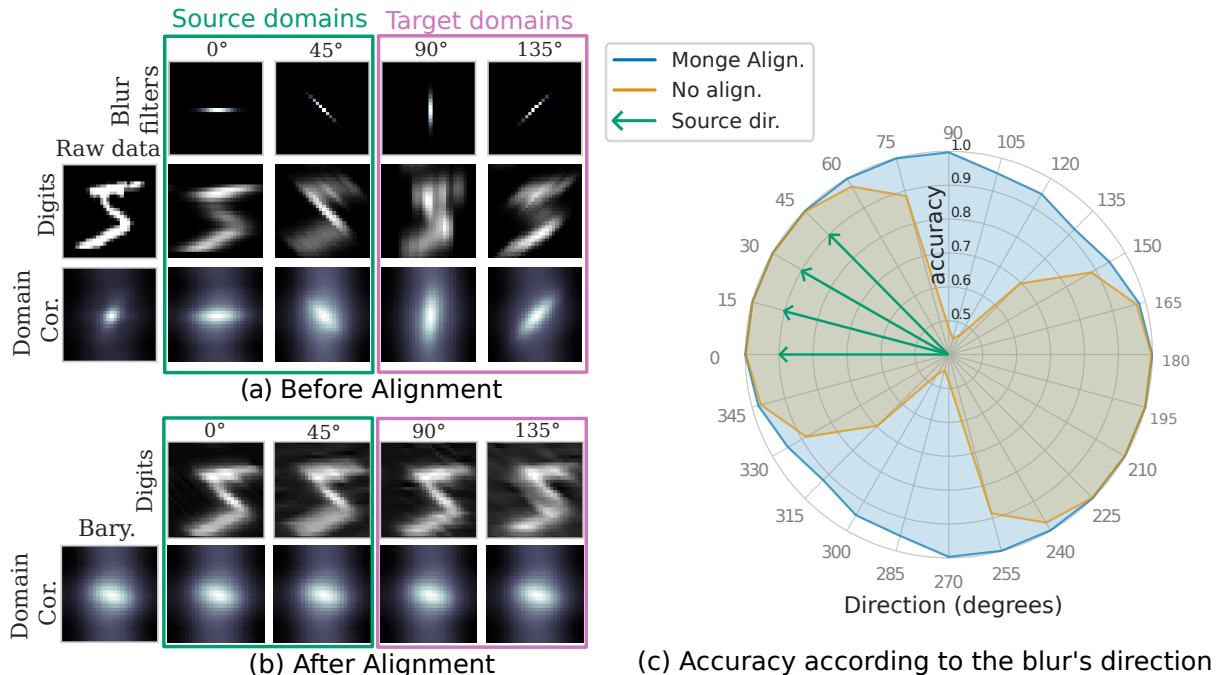 Source domains
Target domains
0°
45°
90°
135°
Blur
filters
Raw data
Digits
Domain
Cor.
(a) Before Alignment
0°
45°
90°
135°
Digits
Bary.
Domain
Cor.
(b) After Alignment
Monge Align.
No align.
Source dir.
90
105
120
135
150
165
180
195
210
225
240
255
270
285
300
315
330
345
0
15
30
45
60
75
1.0
0.9
0.8
0.7
0.6
0.5
accuracy
Direction (degrees)
(c) Accuracy according to the blur's direction